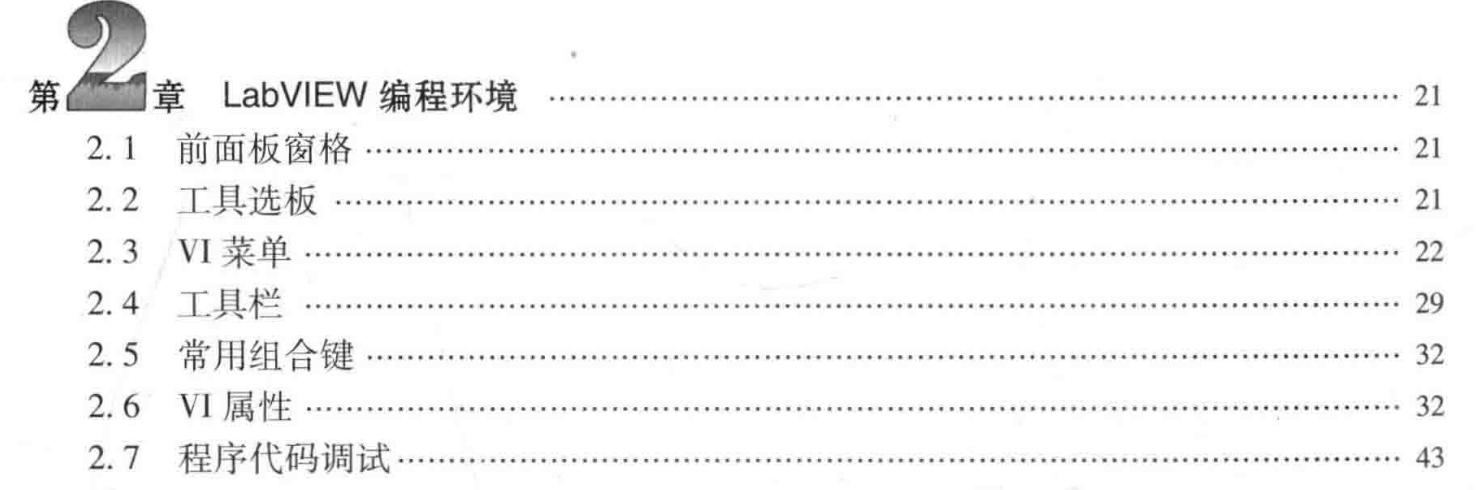 第2章 LabVIEW 编程环境 …………………… 21
2.1 前面板窗格 …………………… 21
2.2 工具选板 …………………… 21
2.3 VI 菜单 …………………… 22
2.4 工具栏 …………………… 29
2.5 常用组合键 …………………… 32
2.6 VI 属性 …………………… 32
2.7 程序代码调试 …………………… 43